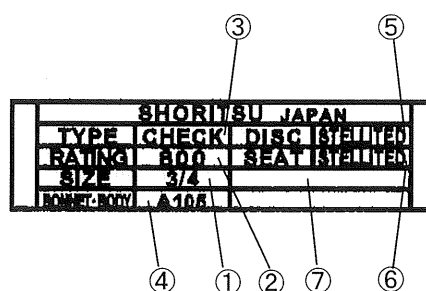 ③ ⑤
SHORITSU JAPAN
TYPE CHECK DISC STELLITED
RATING 800 SEAT STELLITED
SIZE 3/4
BONNET・BODY A105
④ ① ② ⑦ ⑥